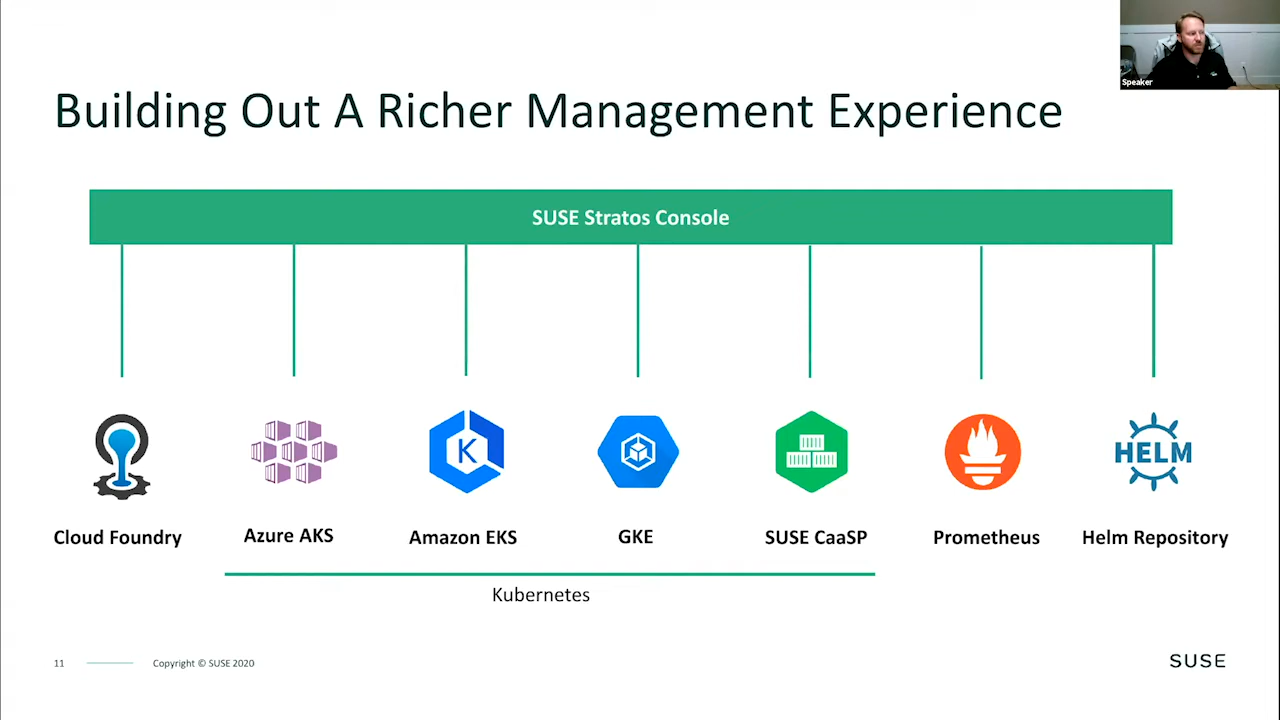 Speaker
Building Out A Richer Management Experience
SUSE Stratos Console
K
HELM
Cloud Foundry
Azure AKS
Amazon EKS
GKE
SUSE CaaSP
Prometheus
Helm Repository
Kubernetes
11
Copyright © SUSE 2020
SUSE